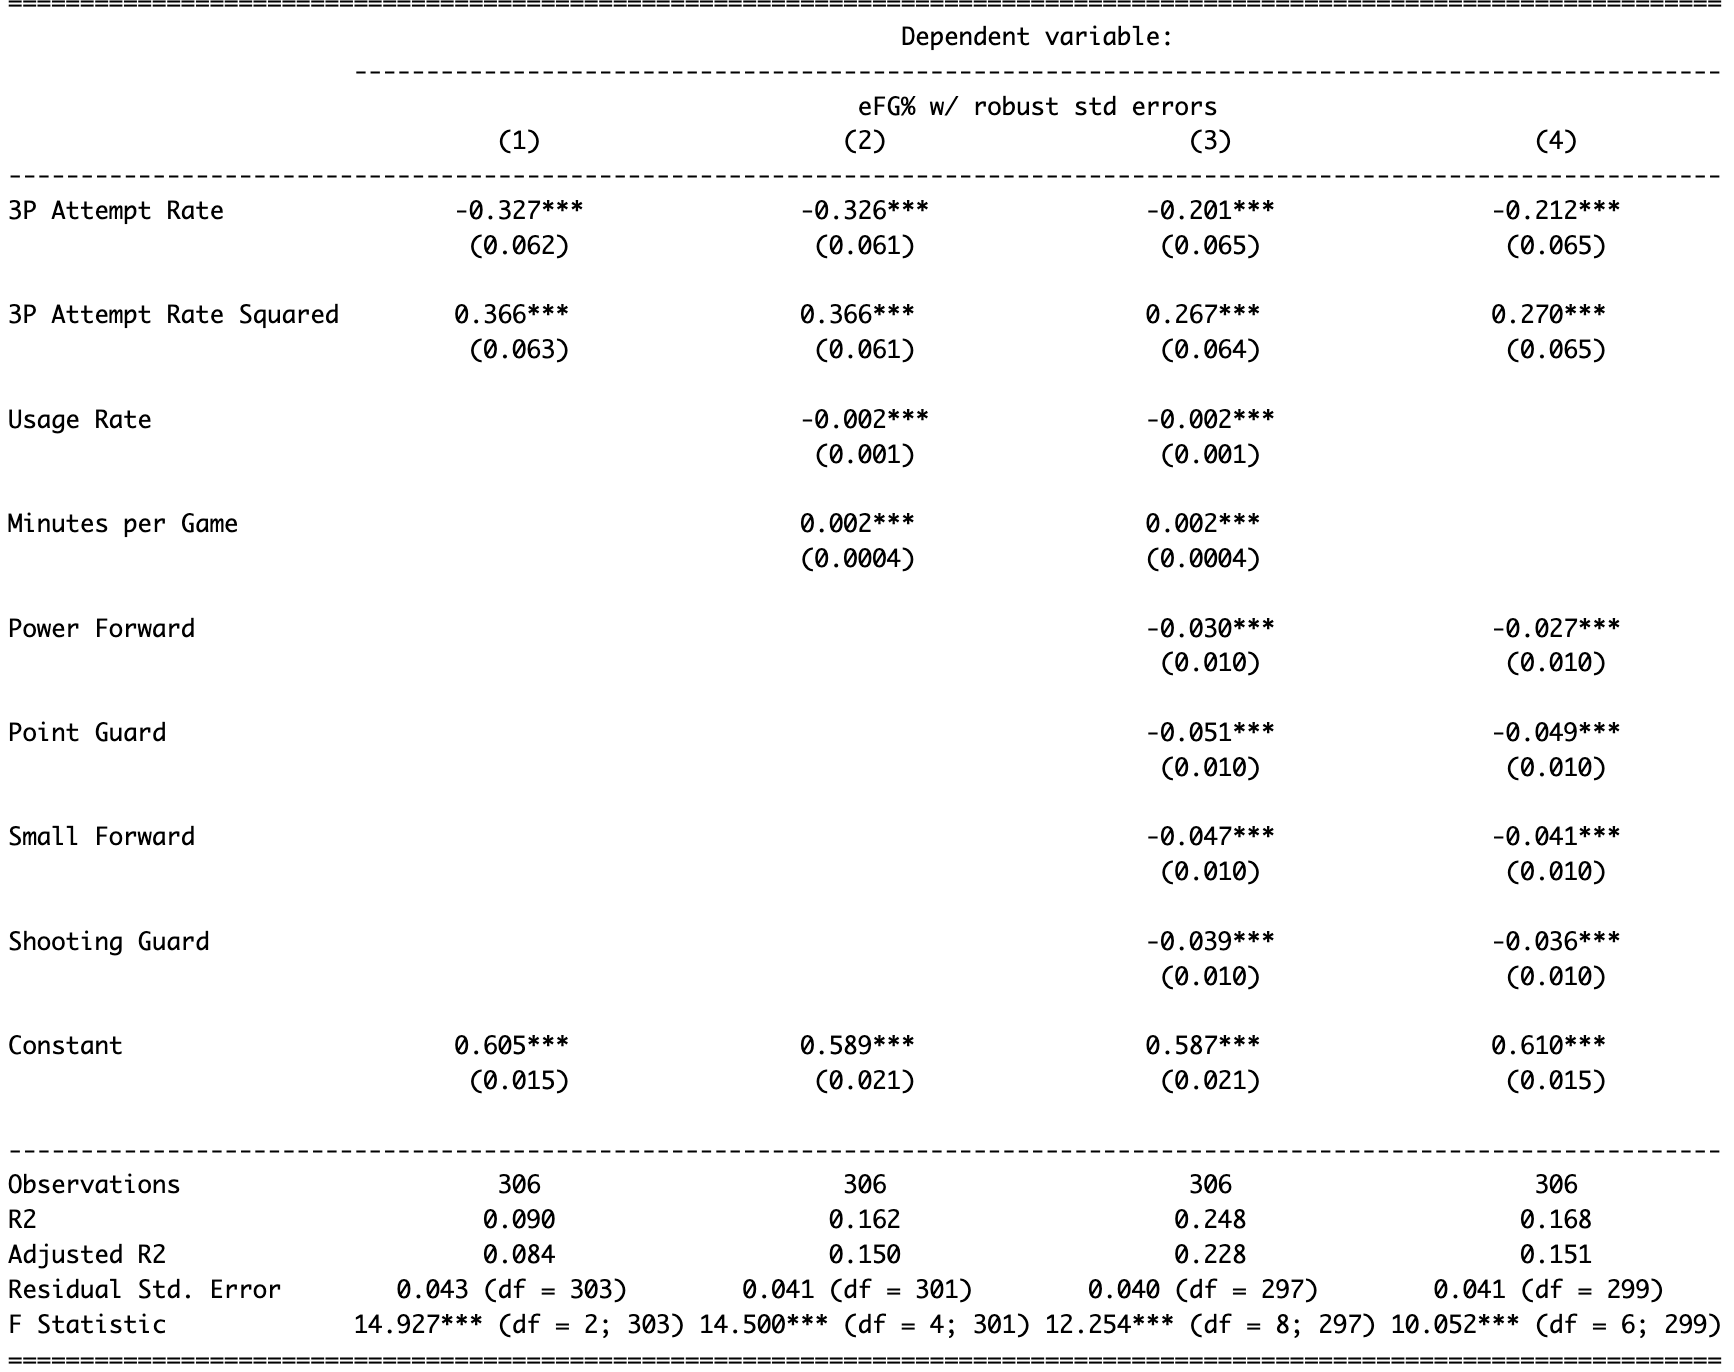 Dependent variable:
eFG% w/ robust std errors
(1) (2) (3) (4)
3P Attempt Rate -0.327*** -0.326*** -0.201*** -0.212***
(0.062) (0.061) (0.065) (0.065)
3P Attempt Rate Squared 0.366*** 0.366*** 0.267*** 0.270***
(0.063) (0.061) (0.064) (0.065)
Usage Rate -0.002*** -0.002***
(0.001) (0.001)
Minutes per Game 0.002*** 0.002***
(0.0004) (0.0004)
Power Forward -0.030*** -0.027***
(0.010) (0.010)
Point Guard -0.051*** -0.049***
(0.010) (0.010)
Small Forward -0.047*** -0.041***
(0.010) (0.010)
Shooting Guard -0.039*** -0.036***
(0.010) (0.010)
Constant 0.605*** 0.589*** 0.587*** 0.610***
(0.015) (0.021) (0.021) (0.015)
Observations 306 306 306 306
R2 0.090 0.162 0.248 0.168
Adjusted R2 0.084 0.150 0.228 0.151
Residual Std. Error 0.043 (df = 303) 0.041 (df = 301) 0.040 (df = 297) 0.041 (df = 299)
F Statistic 14.927*** (df = 2; 303) 14.500*** (df = 4; 301) 12.254*** (df = 8; 297) 10.052*** (df = 6; 299)